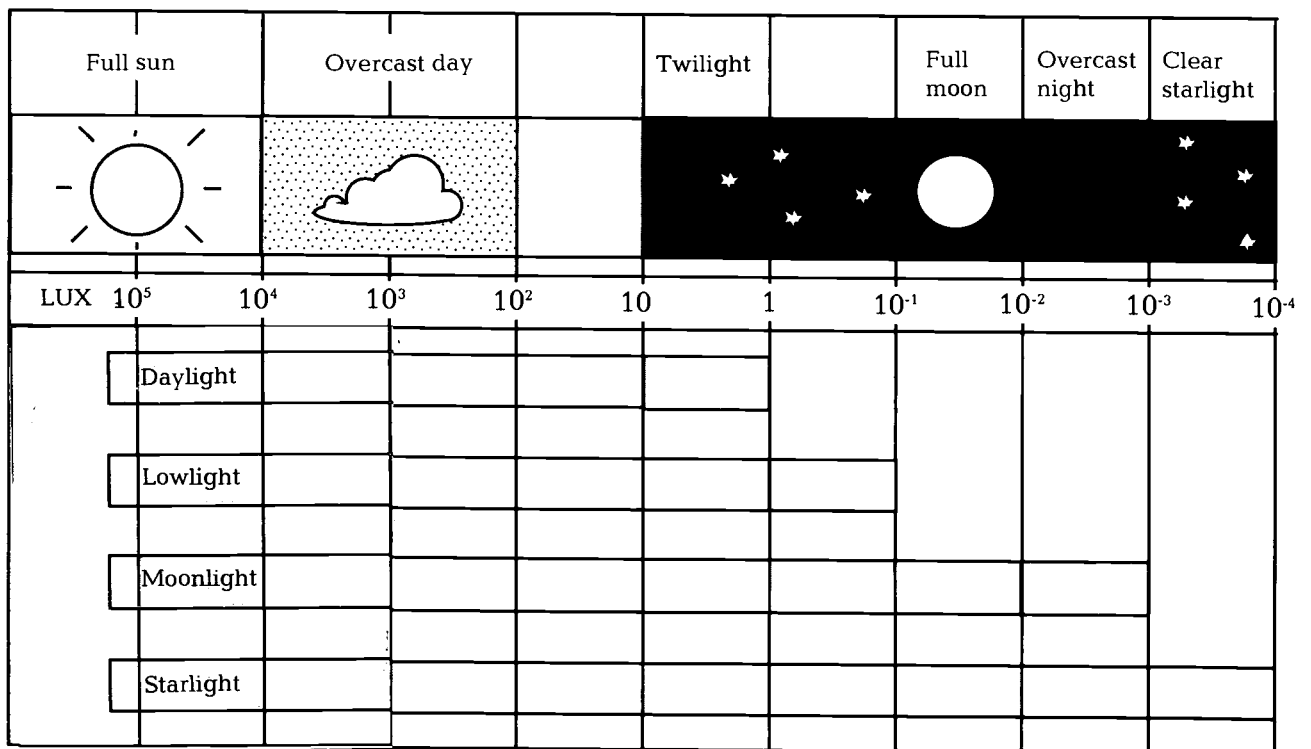 Full sun
Overcast day
Twilight
Full
moon
Overcast
night
Clear
starlight
LUX 10⁵ 10⁴ 10³ 10² 10 1 10⁻¹ 10⁻² 10⁻³ 10⁻⁴
Daylight
Lowlight
Moonlight
Starlight